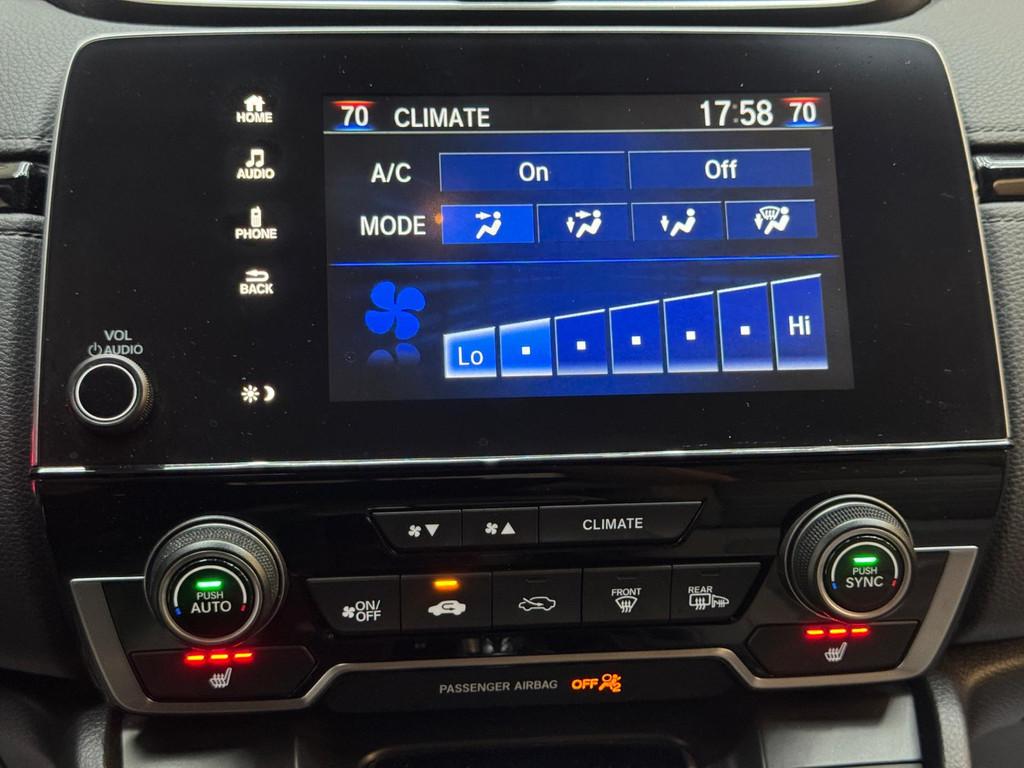 HOME
AUDIO
PHONE
BACK
VOL
AUDIO
70 CLIMATE 17:58 70
A/C On Off
MODE
Lo Hi
CLIMATE
PUSH
AUTO
ON/
OFF
FRONT
REAR
PUSH
SYNC
PASSENGER AIRBAG OFF 2